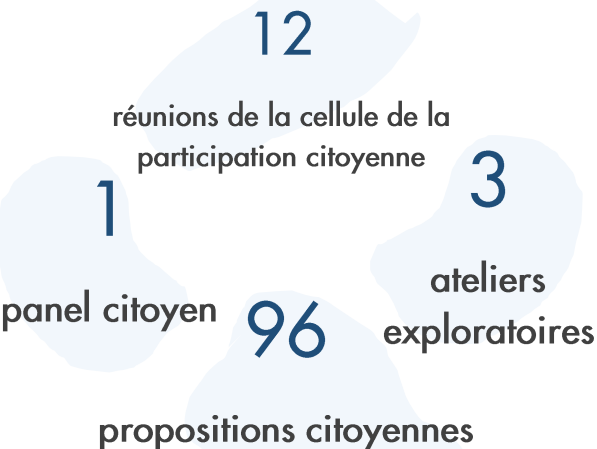 12
réunions de la cellule de la
participation citoyenne
1
panel citoyen
3
ateliers
exploratoires
96
propositions citoyennes